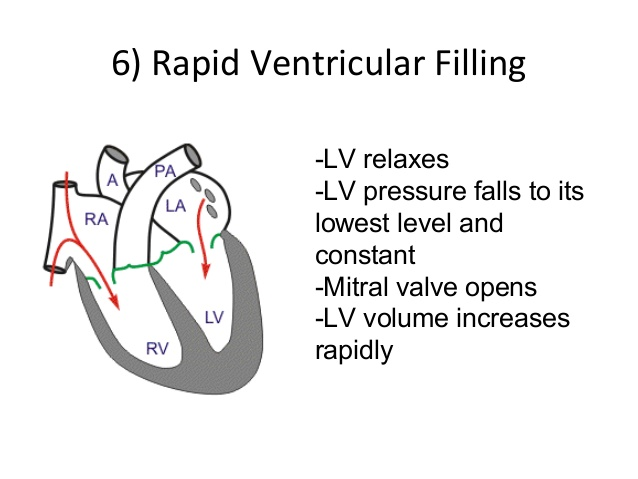 6) Rapid Ventricular Filling
A
PA
RA
LA
LV
RV
-LV relaxes
-LV pressure falls to its
lowest level and
constant
-Mitral valve opens
-LV volume increases
rapidly